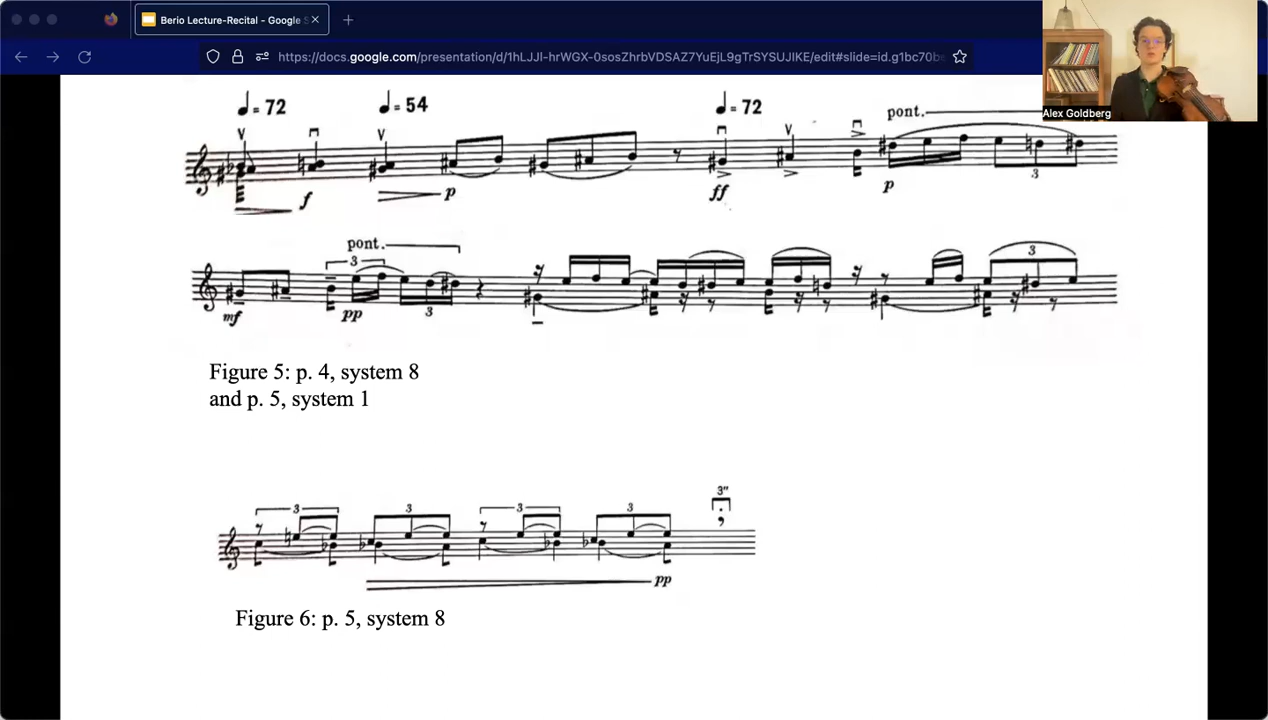 Berio Lecture-Recital - Google S
https://docs.google.com/presentation/d/1hLJJl-hrWGX-0sosZhrbVDSAZ7YuEjL9gTrSYSUJIKE/edit#slide=id.g1bc70b
Alex Goldberg
= 72 = 54 = 72 pont.
f p ff p
3
pont.
3
mf pp 3
3
Figure 5: p. 4, system 8
and p. 5, system 1
3 3 3 3 3"
pp
Figure 6: p. 5, system 8